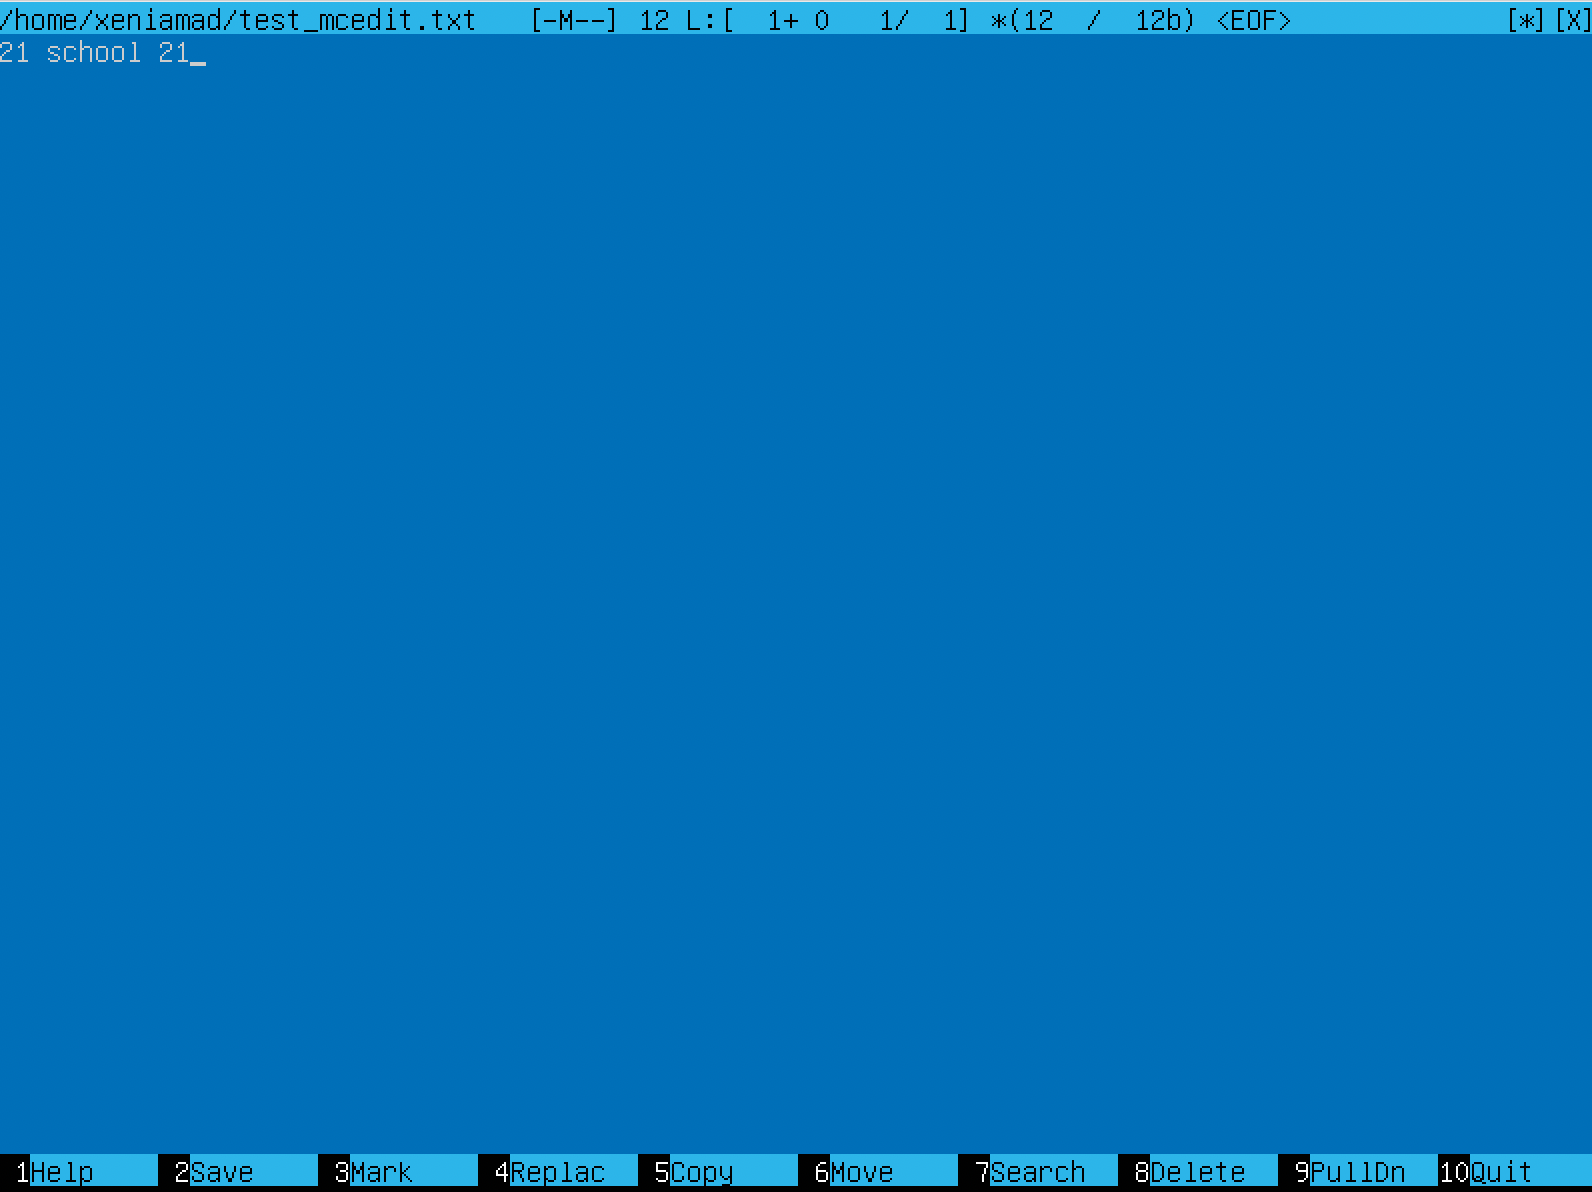 /home/xeniamad/test_mcedit.txt [-M--] 12 L:[ 1+ 0 1/ 1] *(12 / 12b) <EOF> [*][X]
21 school 21_
1Help 2Save 3Mark 4Replac 5Copy 6Move 7Search 8Delete 9PullDn 10Quit